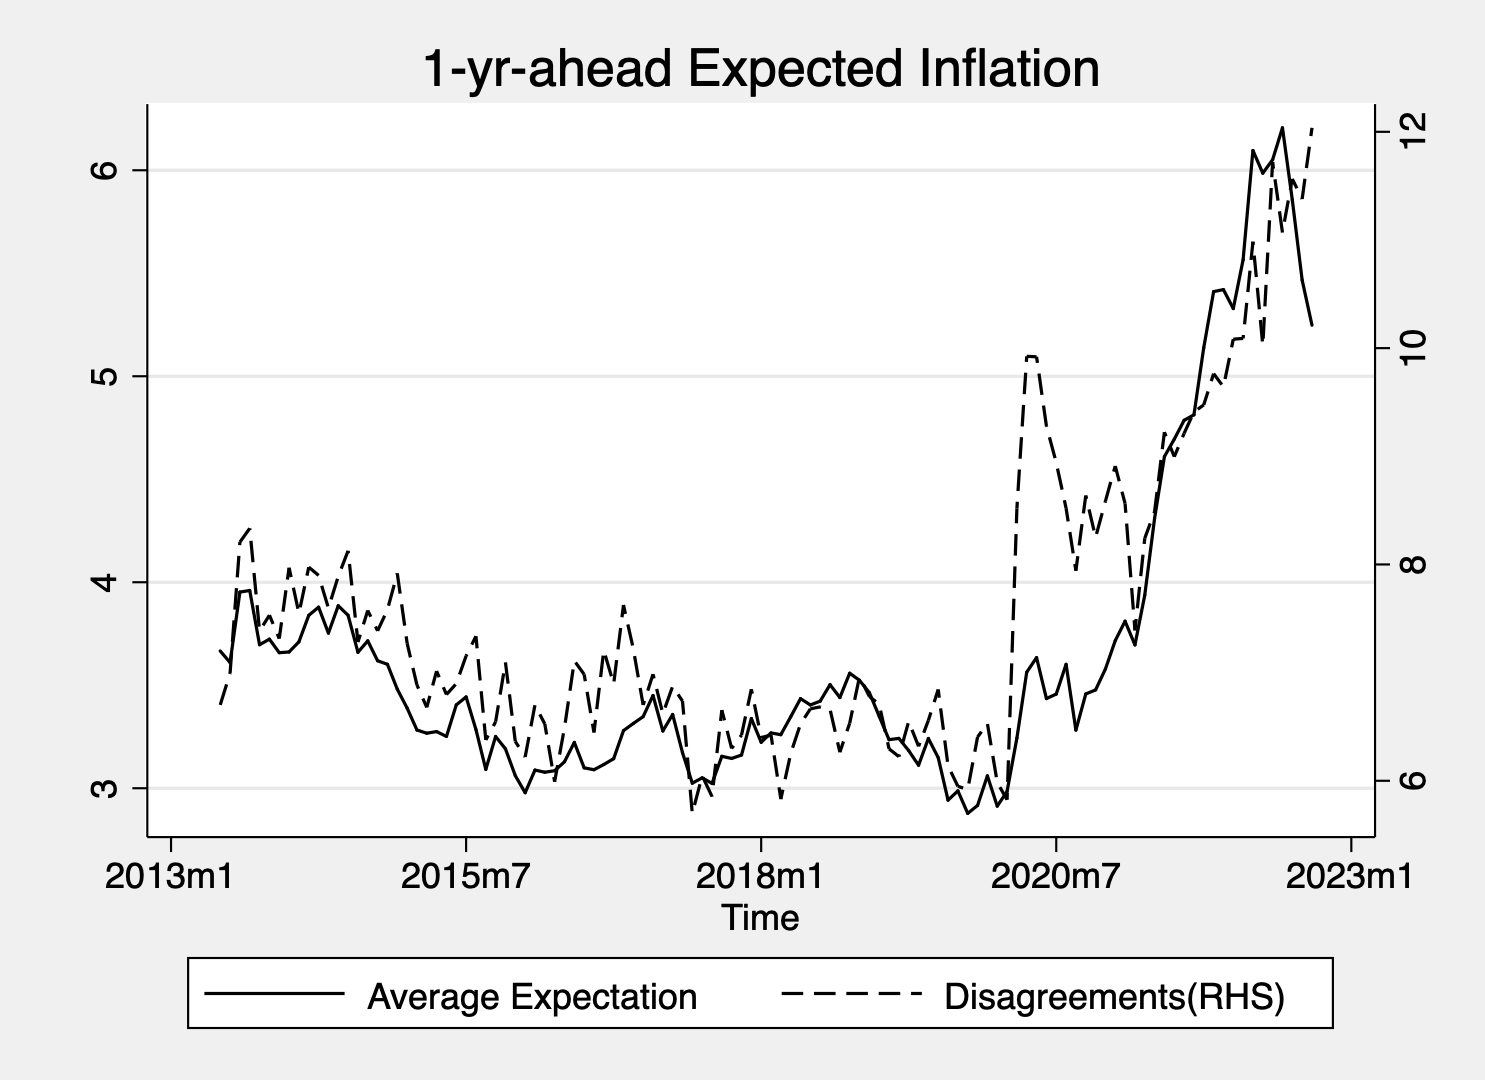 1-yr-ahead Expected Inflation
6
5
4
3
12
10
8
6
2013m1 2015m7 2018m1 2020m7 2023m1
Time
Average Expectation Disagreements(RHS)